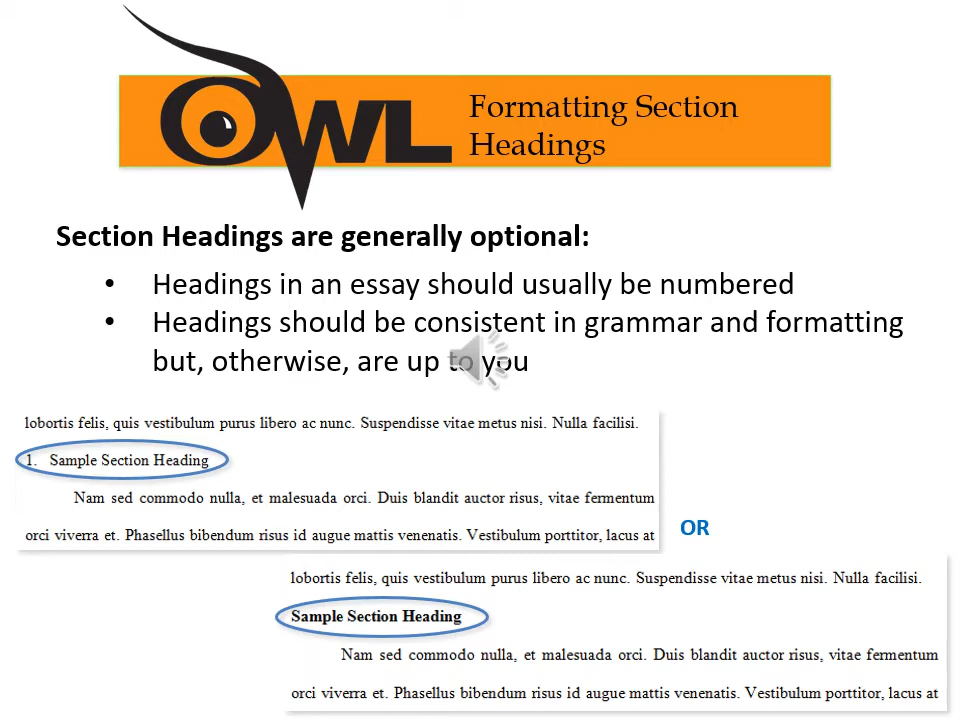 OWL
Formatting Section
Headings
Section Headings are generally optional:
• Headings in an essay should usually be numbered
• Headings should be consistent in grammar and formatting
but, otherwise, are up to you
lobortis felis, quis vestibulum purus libero ac nunc. Suspendisse vitae metus nisi. Nulla facilisi.
1. Sample Section Heading
Nam sed commodo nulla, et malesuada orci. Duis blandit auctor risus, vitae fermentum
orci viverra et. Phasellus bibendum risus id augue mattis venenatis. Vestibulum porttitor, lacus at
OR
lobortis felis, quis vestibulum purus libero ac nunc. Suspendisse vitae metus nisi. Nulla facilisi.
Sample Section Heading
Nam sed commodo nulla, et malesuada orci. Duis blandit auctor risus, vitae fermentum
orci viverra et. Phasellus bibendum risus id augue mattis venenatis. Vestibulum porttitor, lacus at